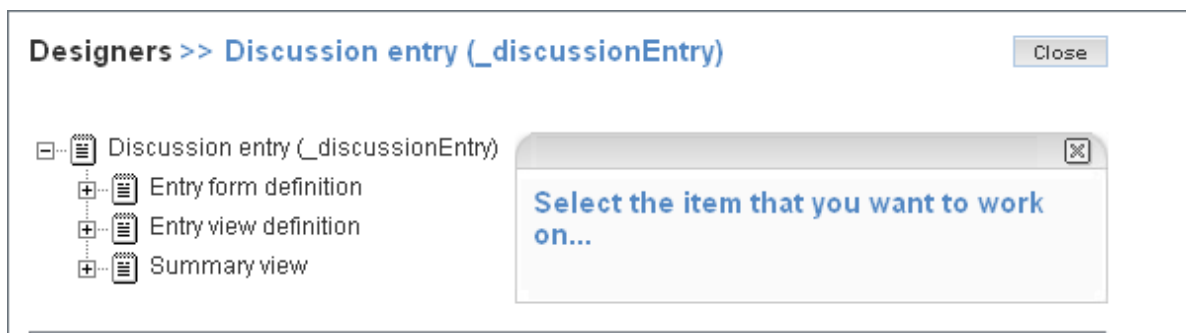 Designers >> Discussion entry (_discussionEntry)
Close
Discussion entry (_discussionEntry)
Entry form definition
Entry view definition
Summary view
Select the item that you want to work
on...